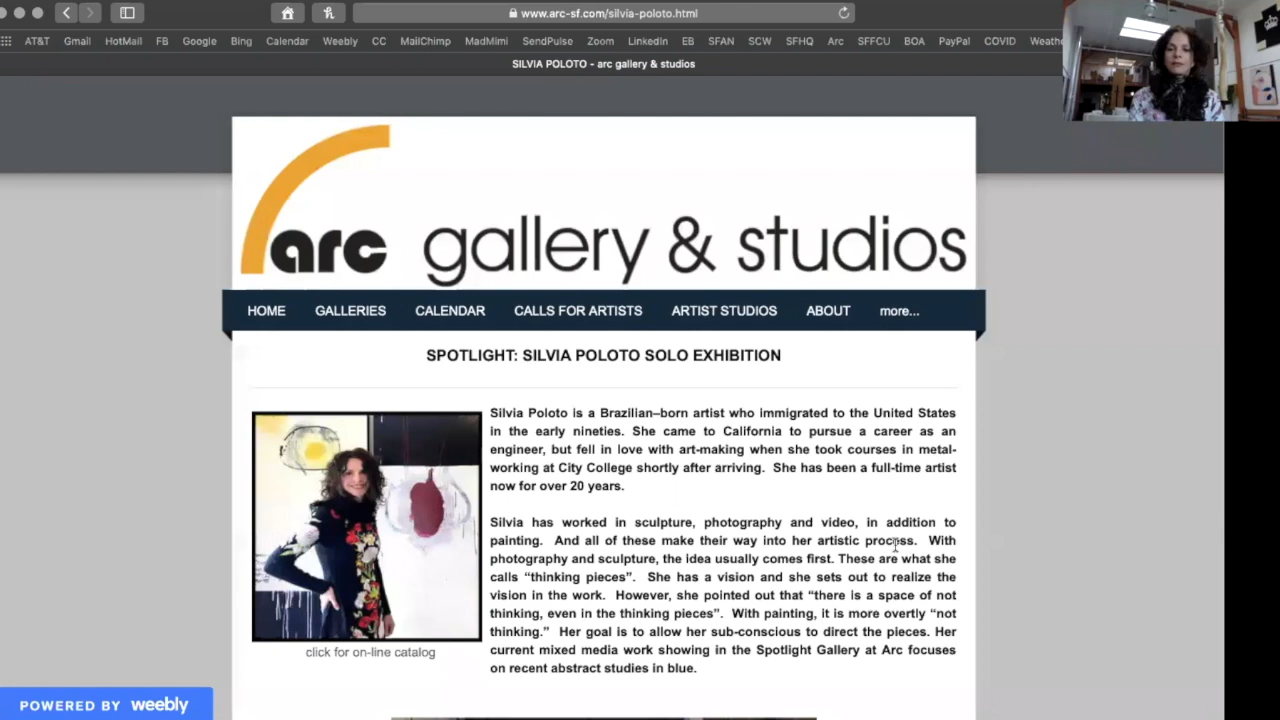 www.arc-sf.com/silvia-poloto.html
AT&T Gmail HotMail FB Google Bing Calendar Weebly CC MailChimp MadMimi SendPulse Zoom LinkedIn EB SFAN SCW SFHQ Arc SFFCU BOA PayPal COVID Weathe
SILVIA POLOTO - arc gallery & studios
arc gallery & studios
HOME GALLERIES CALENDAR CALLS FOR ARTISTS ARTIST STUDIOS ABOUT more...
SPOTLIGHT: SILVIA POLOTO SOLO EXHIBITION
Silvia Poloto is a Brazilian–born artist who immigrated to the United States
in the early nineties. She came to California to pursue a career as an
engineer, but fell in love with art-making when she took courses in metal-
working at City College shortly after arriving. She has been a full-time artist
now for over 20 years.
Silvia has worked in sculpture, photography and video, in addition to
painting. And all of these make their way into her artistic process. With
photography and sculpture, the idea usually comes first. These are what she
calls “thinking pieces”. She has a vision and she sets out to realize the
vision in the work. However, she pointed out that “there is a space of not
thinking, even in the thinking pieces”. With painting, it is more overtly “not
thinking.” Her goal is to allow her sub-conscious to direct the pieces. Her
current mixed media work showing in the Spotlight Gallery at Arc focuses
on recent abstract studies in blue.
click for on-line catalog
POWERED BY weebly